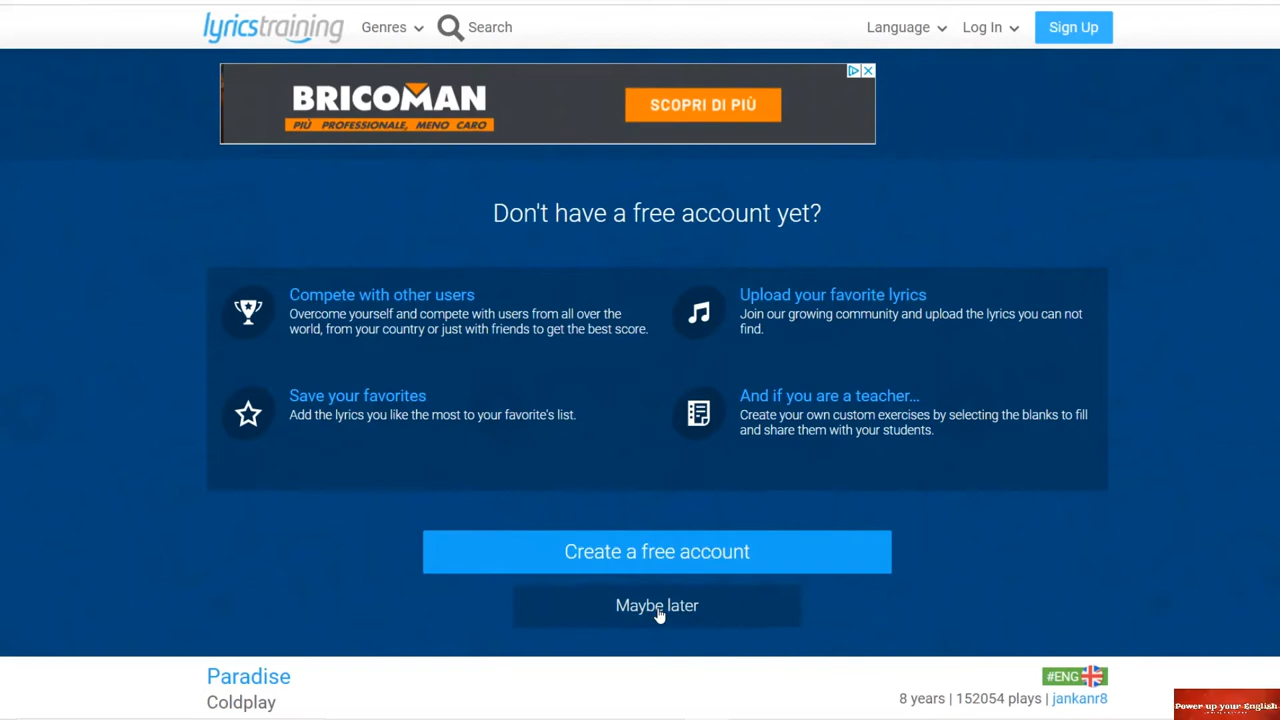 lyricstraining Genres Search Language Log In Sign Up
BRICOMAN
PIÙ PROFESSIONALE, MENO CARO
SCOPRI DI PIÙ
Don't have a free account yet?
Compete with other users
Overcome yourself and compete with users from all over the
world, from your country or just with friends to get the best score.
Upload your favorite lyrics
Join our growing community and upload the lyrics you can not
find.
Save your favorites
Add the lyrics you like the most to your favorite's list.
And if you are a teacher...
Create your own custom exercises by selecting the blanks to fill
and share them with your students.
Create a free account
Maybe later
Paradise
Coldplay
#ENG
8 years | 152054 plays | jankanr8
Power up your English